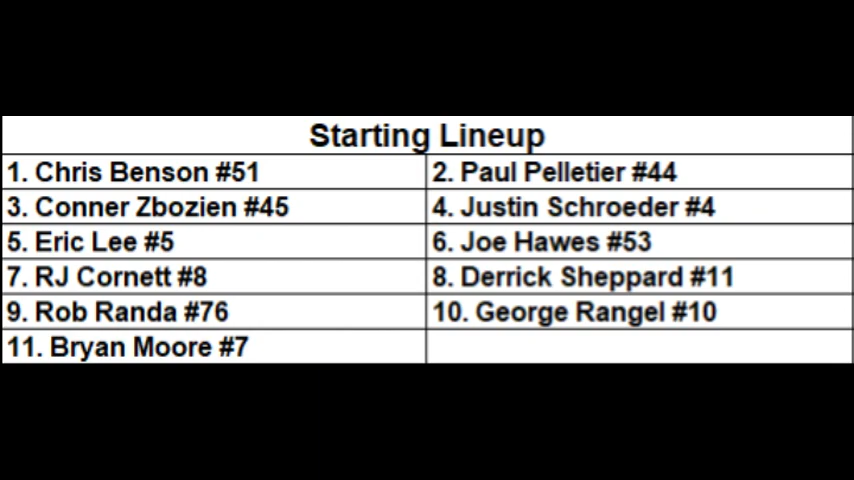 Starting Lineup
1. Chris Benson #51
2. Paul Pelletier #44
3. Conner Zbozien #45
4. Justin Schroeder #4
5. Eric Lee #5
6. Joe Hawes #53
7. RJ Cornett #8
8. Derrick Sheppard #11
9. Rob Randa #76
10. George Rangel #10
11. Bryan Moore #7